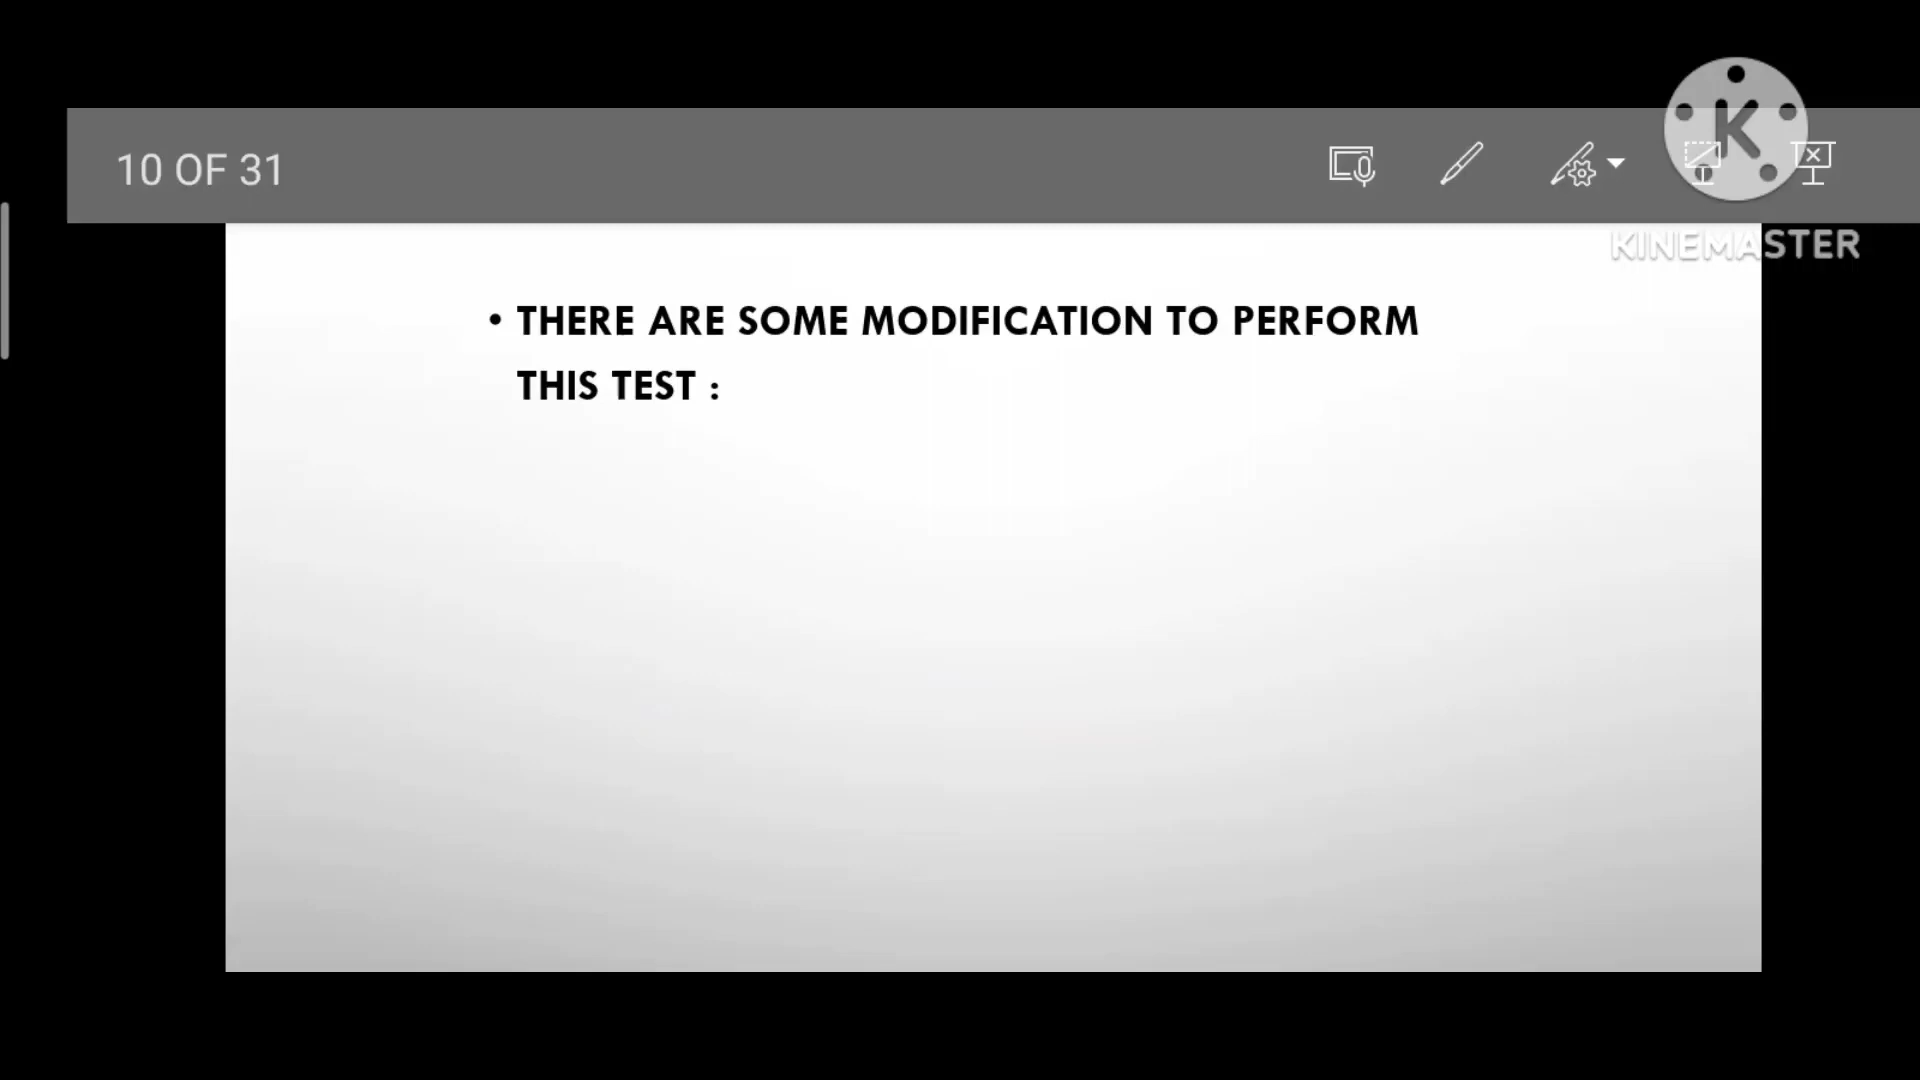 10 OF 31
K
KINEMASTER
• THERE ARE SOME MODIFICATION TO PERFORM
THIS TEST :